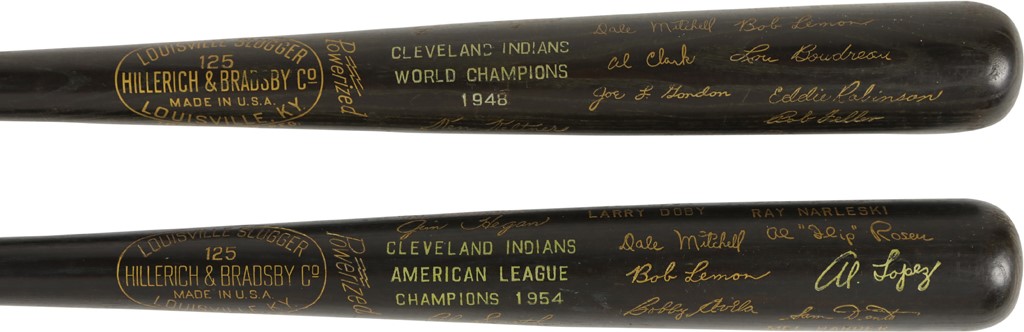 LOUISVILLE SLUGGER
125
HILLERICH & BRADSBY Cº
MADE IN U.S.A.
LOUISVILLE, KY.
Powerized
CLEVELAND INDIANS
WORLD CHAMPIONS
1948
Dale Mitchell Bob Lemon
Al Clark Lou Boudreau
Joe L. Gordon Eddie Robinson
Bob Feller
LOUISVILLE SLUGGER
125
HILLERICH & BRADSBY Cº
MADE IN U.S.A.
LOUISVILLE, KY.
Powerized
Jim Hegan
CLEVELAND INDIANS
AMERICAN LEAGUE
CHAMPIONS 1954
LARRY DOBY RAY NARLESKI
Dale Mitchell Al "Flip" Rosen
Bob Lemon Al Lopez
Bobby Avila Sam Dente